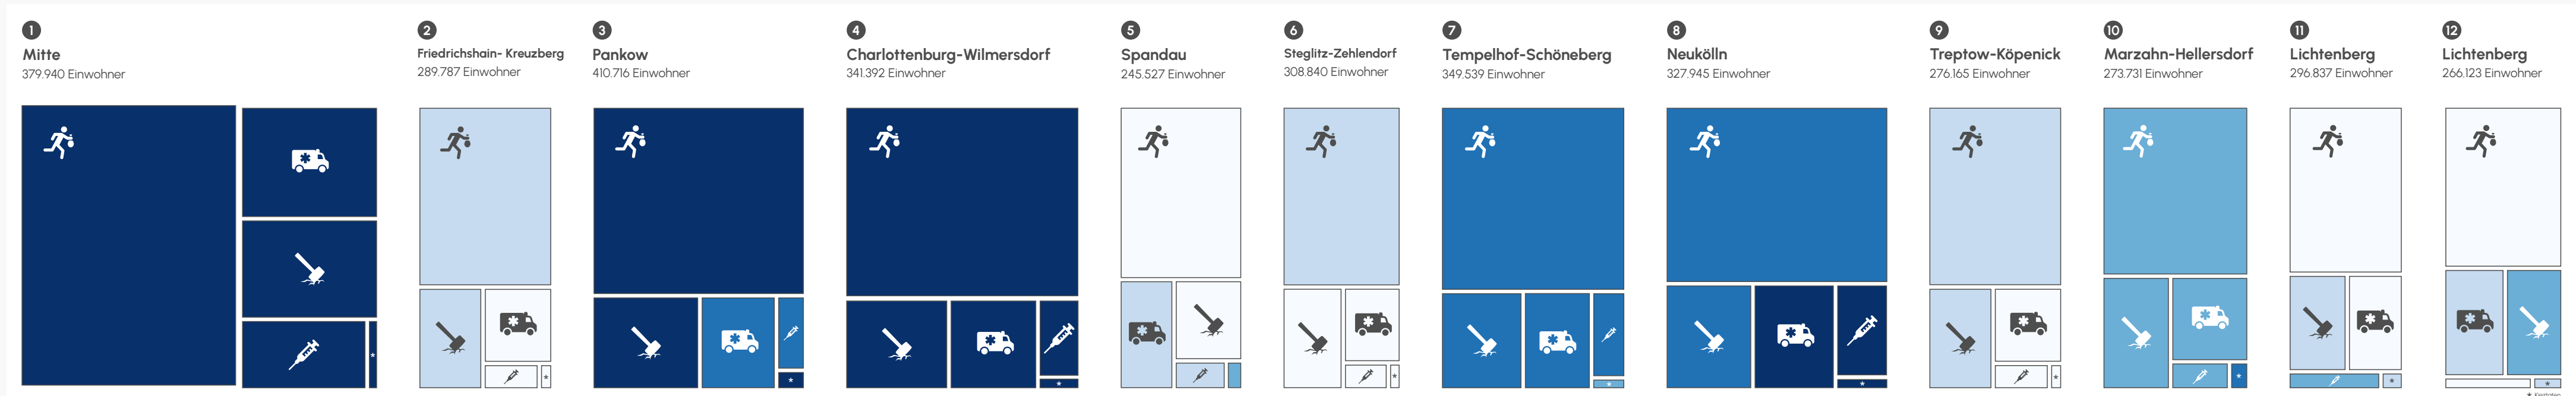 1
Mitte
379.940 Einwohner
2
Friedrichshain- Kreuzberg
289.787 Einwohner
3
Pankow
410.716 Einwohner
4
Charlottenburg-Wilmersdorf
341.392 Einwohner
5
Spandau
245.527 Einwohner
6
Steglitz-Zehlendorf
308.840 Einwohner
7
Tempelhof-Schöneberg
349.539 Einwohner
8
Neukölln
327.945 Einwohner
9
Treptow-Köpenick
276.165 Einwohner
10
Marzahn-Hellersdorf
273.731 Einwohner
11
Lichtenberg
296.837 Einwohner
12
Lichtenberg
266.123 Einwohner